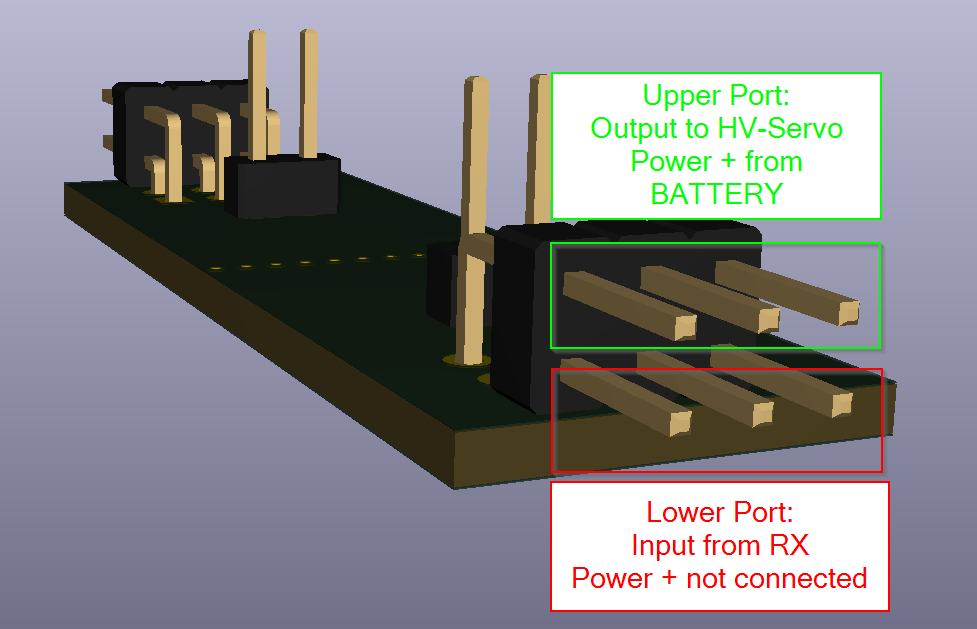 Upper Port:
Output to HV-Servo
Power + from
BATTERY
Lower Port:
Input from RX
Power + not connected